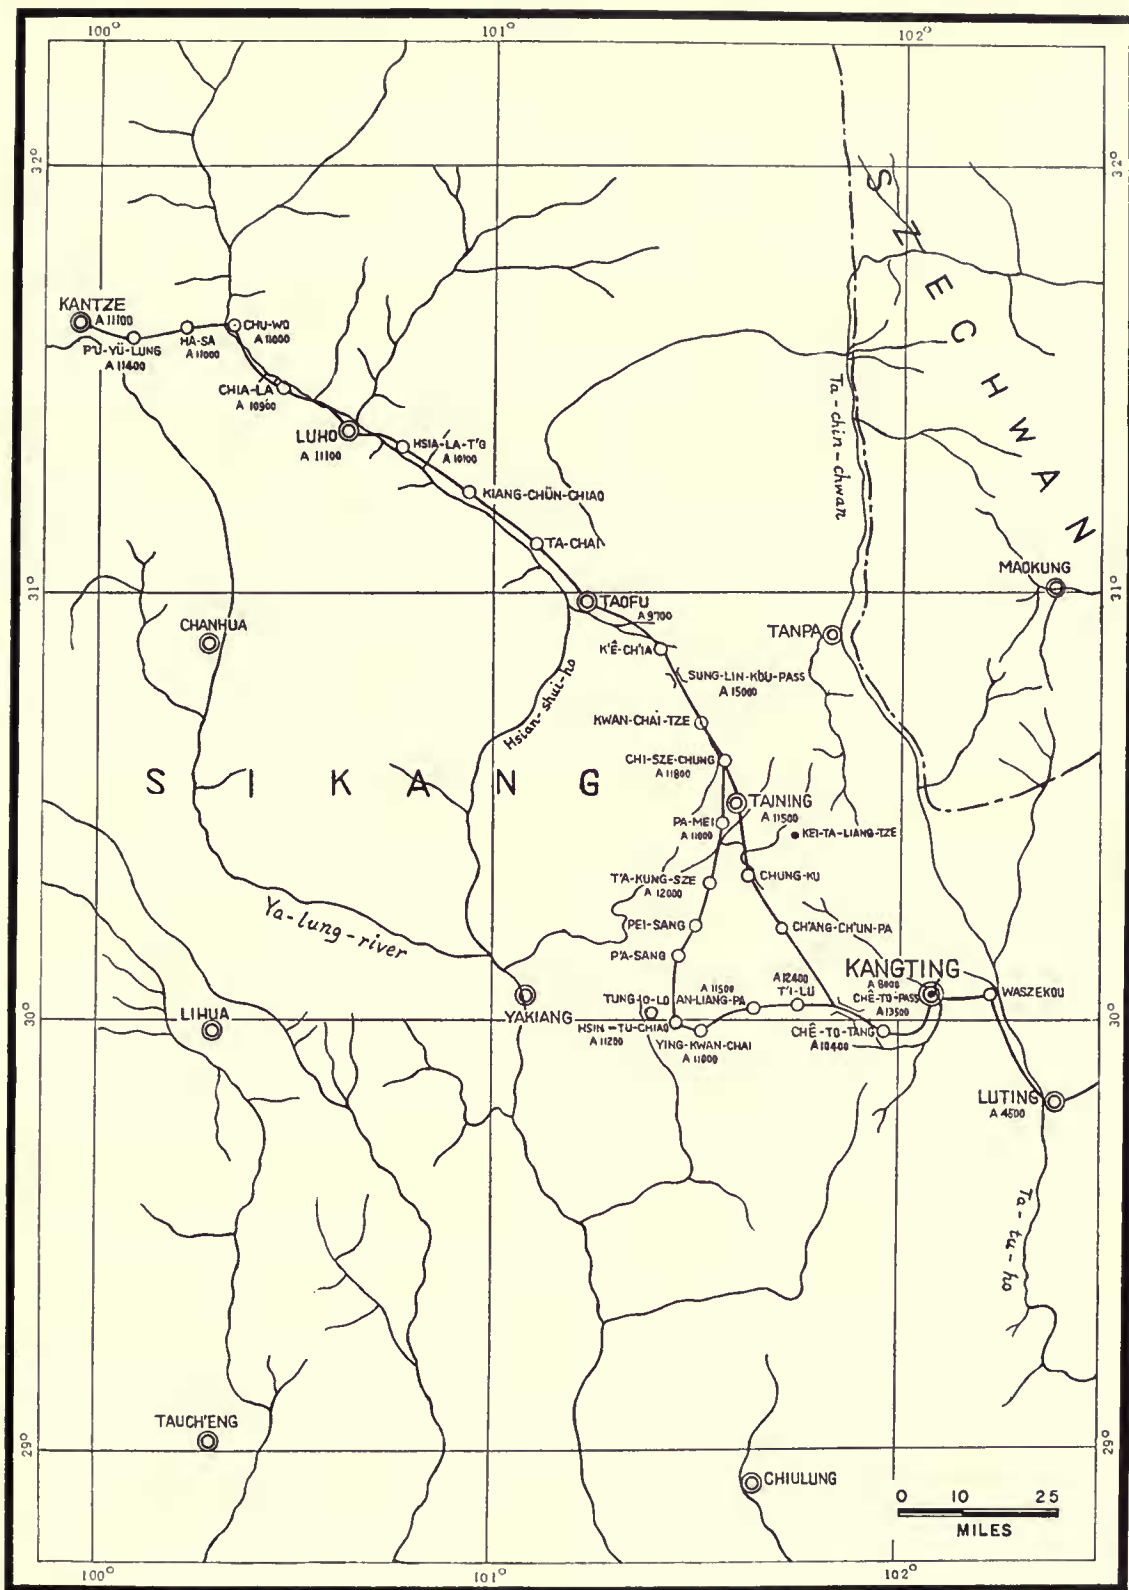 100°
101°
102°
32°
32°
SZECHWAN
KANTZE
A 11100
P'U-YÜ-LUNG
A 11400
HA-SA
A 11000
CHU-WO
A 11000
CHIA-LA
A 10900
LUHO
A 11100
HSIA-LA-T'O
A 10100
KIANG-CHÜN-CHIAO
TA-CHAI
Ta-chin-chwan
MAOKUNG
31°
31°
TAOFU
A 9700
CHANHUA
TANPA
K'Ê-CH'IA
SUNG-LIN-K'OU-PASS
A 15000
Hsian-shui-ho
KWAN-CHAI-TZE
CHI-SZE-CHUNG
A 11800
SIKANG
TAINING
A 11500
PA-MEI
A 11000
KEI-TA-LIANG-TZE
T'A-KUNG-SZE
A 12000
CHUNG-KU
Ya-lung-river
PEI-SANG
CH'ANG-CH'UN-PA
P'A-SANG
KANGTING
A 8000
CHÊ-TO-PASS
A 13500
WASZEKOU
A 12400
T'I-LU
A 11500
AN-LIANG-PA
TUNG-O-LO
YAKIANG
LIHUA
30°
30°
HSIN-TU-CHIAO
A 11200
YING-KWAN-CHAI
A 11000
CHÊ-TO-TANG
A 10400
LUTING
A 4500
Ta-tu-ho
TAUCH'ENG
29°
29°
CHIULUNG
0 10 25
MILES
100°
101°
102°